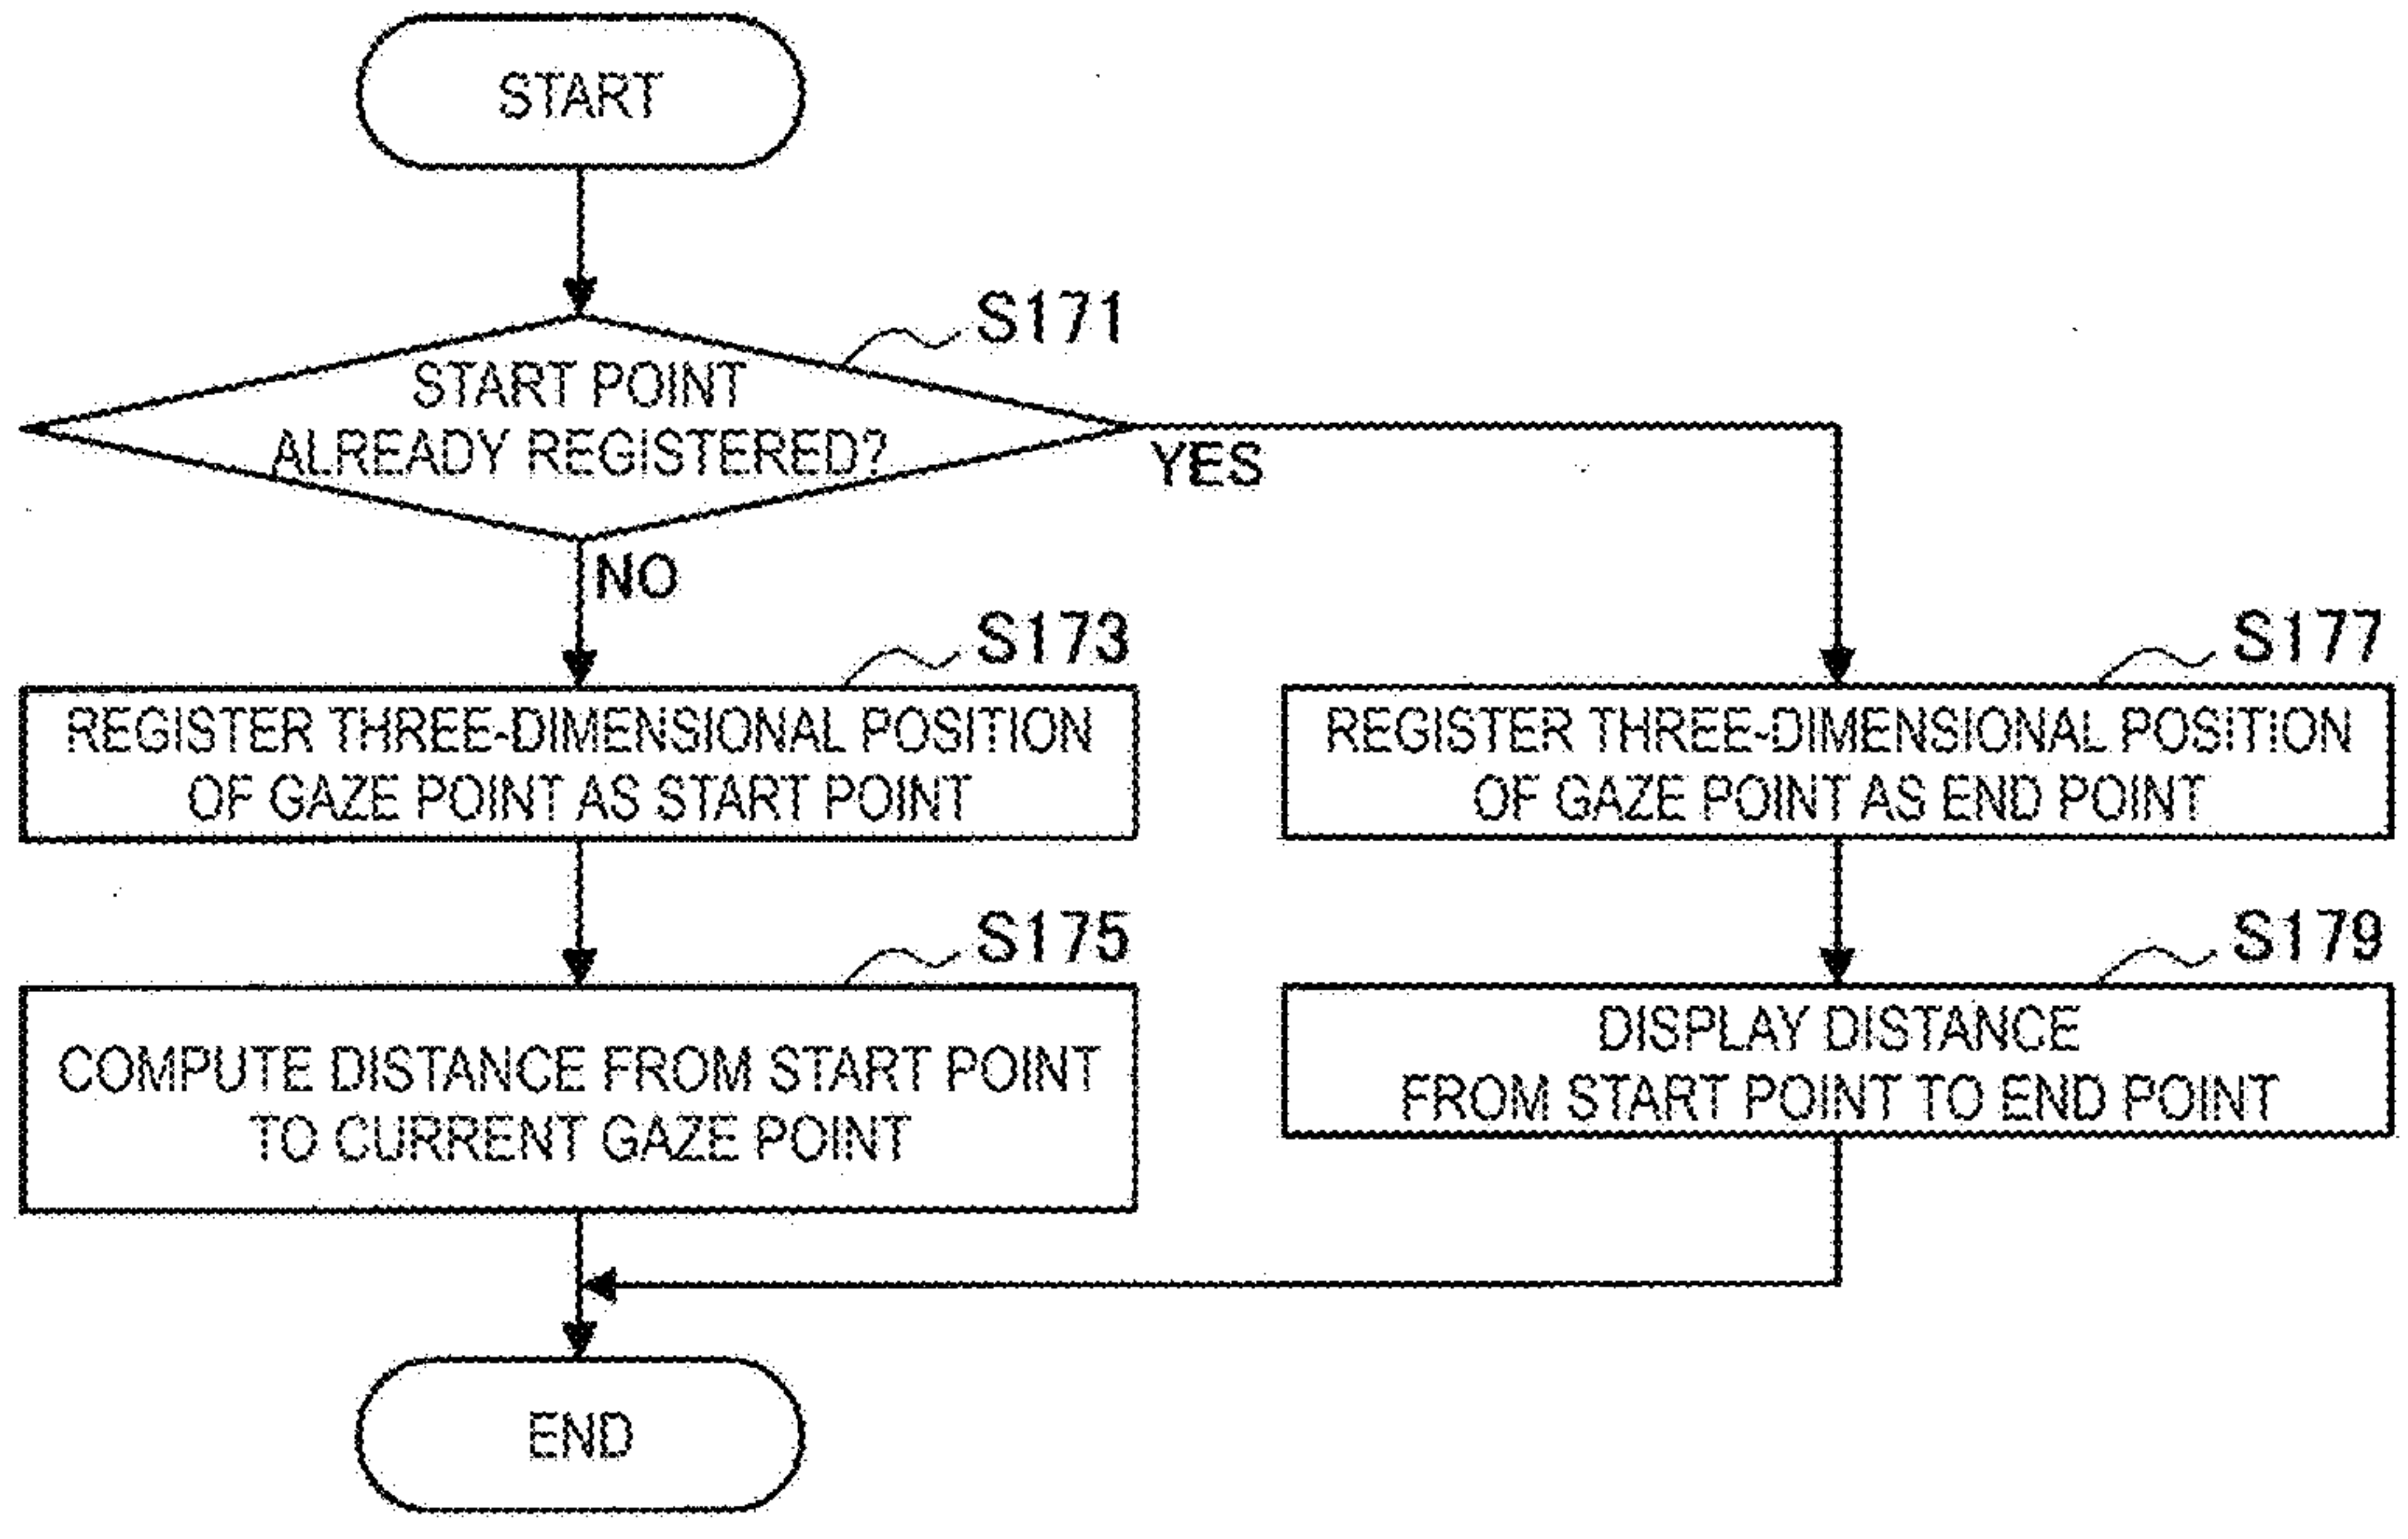 START
S171
START POINT
ALREADY REGISTERED?
YES
NO
S173
REGISTER THREE-DIMENSIONAL POSITION
OF GAZE POINT AS START POINT
S177
REGISTER THREE-DIMENSIONAL POSITION
OF GAZE POINT AS END POINT
S175
COMPUTE DISTANCE FROM START POINT
TO CURRENT GAZE POINT
S179
DISPLAY DISTANCE
FROM START POINT TO END POINT
END